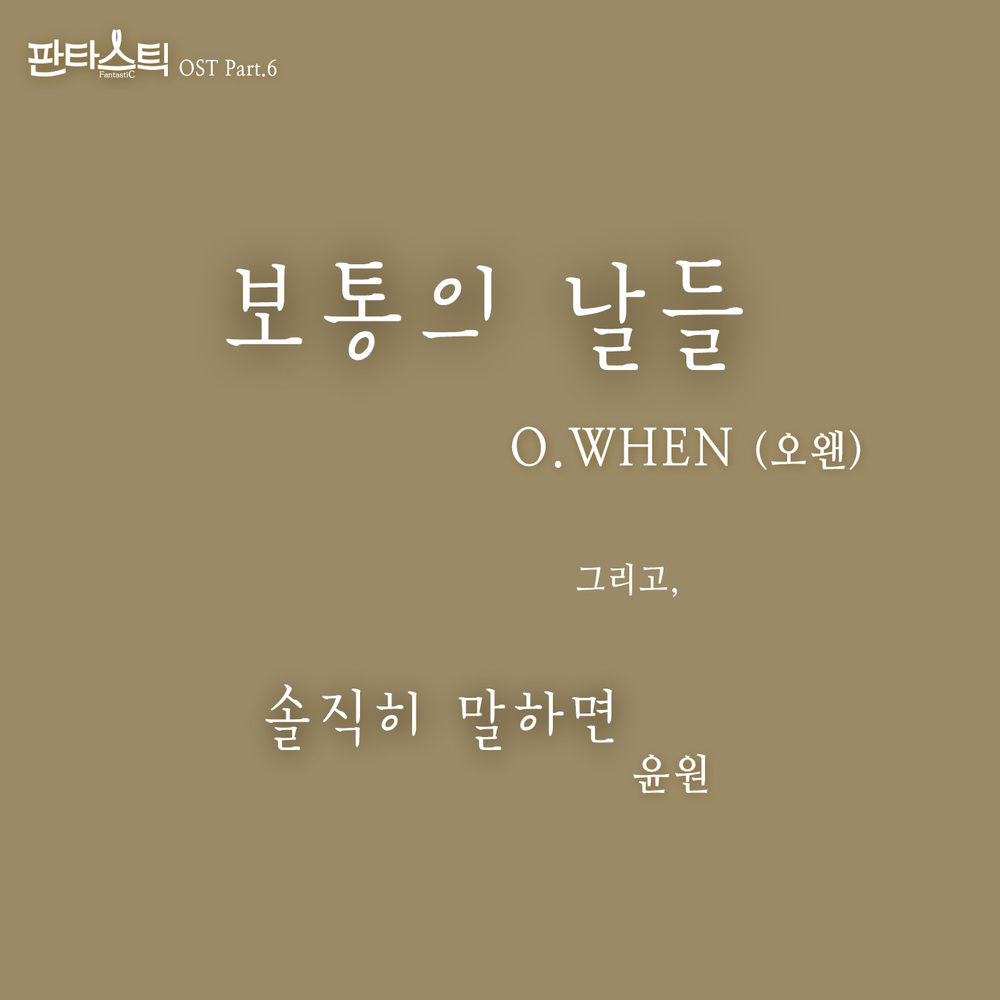 판타스틱 OST Part.6
FantastiC
보통의 날들
O.WHEN (오왠)
그리고,
솔직히 말하면
윤원